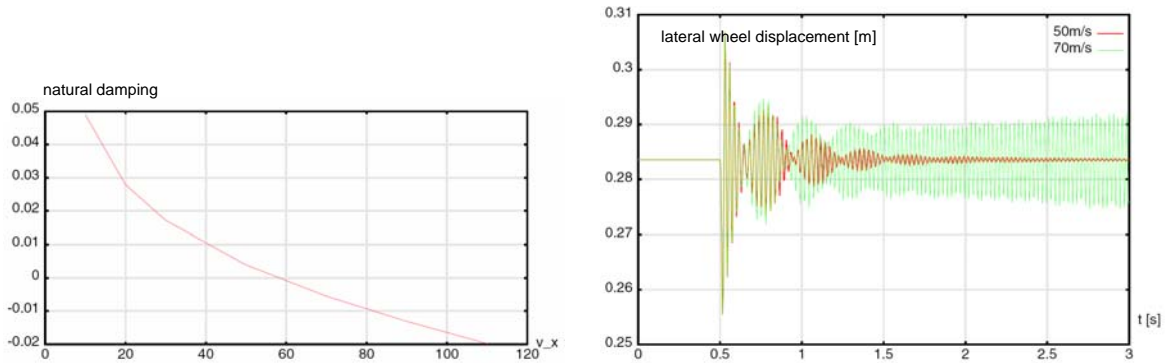 natural damping
0.05
0.04
0.03
0.02
0.01
0
-0.01
-0.02
0 20 40 60 80 100 120
v_x
lateral wheel displacement [m]
50m/s
70m/s
0.31
0.3
0.29
0.28
0.27
0.26
0.25
0 0.5 1 1.5 2 2.5 3
t [s]